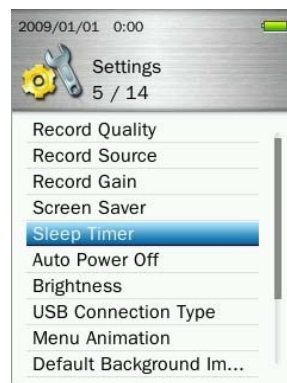 2009/01/01 0:00
Settings
5 / 14
Record Quality
Record Source
Record Gain
Screen Saver
Sleep Timer
Auto Power Off
Brightness
USB Connection Type
Menu Animation
Default Background Im...